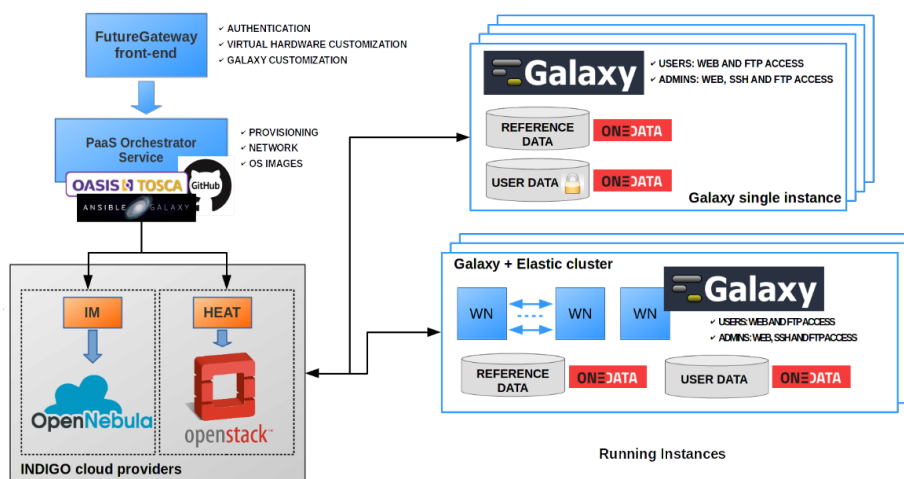 FutureGateway
front-end
✓ AUTHENTICATION
✓ VIRTUAL HARDWARE CUSTOMIZATION
✓ GALAXY CUSTOMIZATION
PaaS Orchestrator
Service
✓ PROVISIONING
✓ NETWORK
✓ OS IMAGES
OASIS TOSCA
GitHub
ANSIBLE GALAXY
IM
HEAT
OpenNebula
openstack™
INDIGO cloud providers
Galaxy
✓ USERS: WEB AND FTP ACCESS
✓ ADMINS: WEB, SSH AND FTP ACCESS
REFERENCE
DATA
ONEDATA
USER DATA
ONEDATA
Galaxy single instance
Galaxy + Elastic cluster
WN
WN
WN
Galaxy
✓ USERS: WEB AND FTP ACCESS
✓ ADMINS: WEB, SSH AND FTP ACCESS
REFERENCE
DATA
ONEDATA
USER DATA
ONEDATA
Running Instances